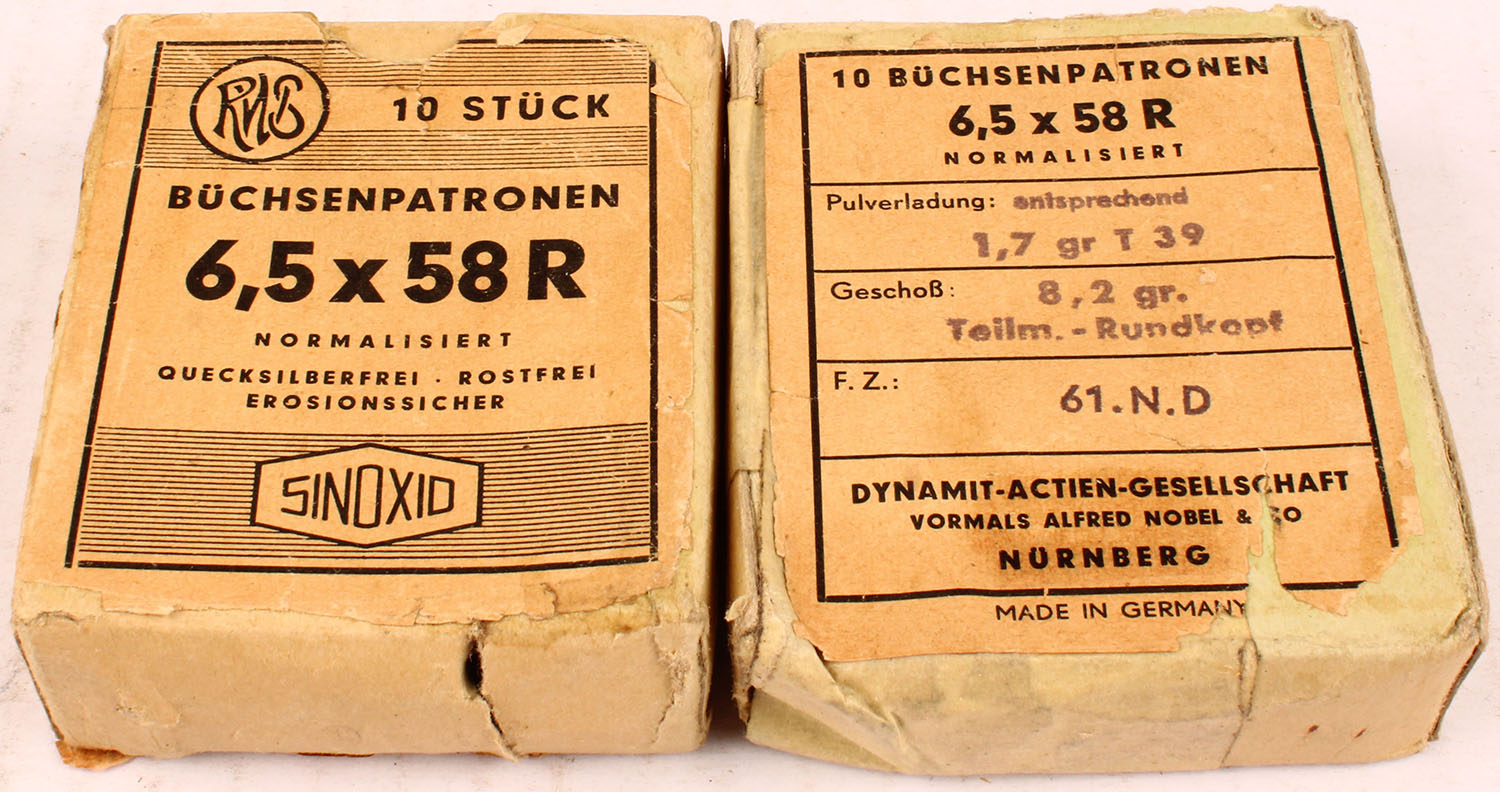 RWS
10 STÜCK
BÜCHSENPATRONEN
6,5 x 58 R
NORMALISIERT
QUECKSILBERFREI · ROSTFREI
EROSIONSSICHER
SINOXID
10 BÜCHSENPATRONEN
6,5 x 58 R
NORMALISIERT
Pulverladung: entsprechend
1,7 gr T 39
Geschoß: 8,2 gr.
Teilm. - Rundkopf
F. Z.: 61.N.D
DYNAMIT-ACTIEN-GESELLSCHAFT
VORMALS ALFRED NOBEL & CO
NÜRNBERG
MADE IN GERMANY